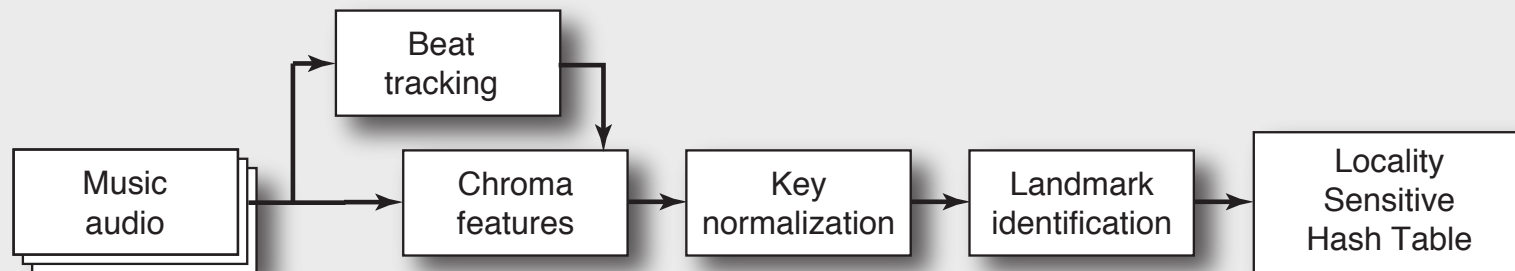 Beat
tracking
Music
audio
Chroma
features
Key
normalization
Landmark
identification
Locality
Sensitive
Hash Table